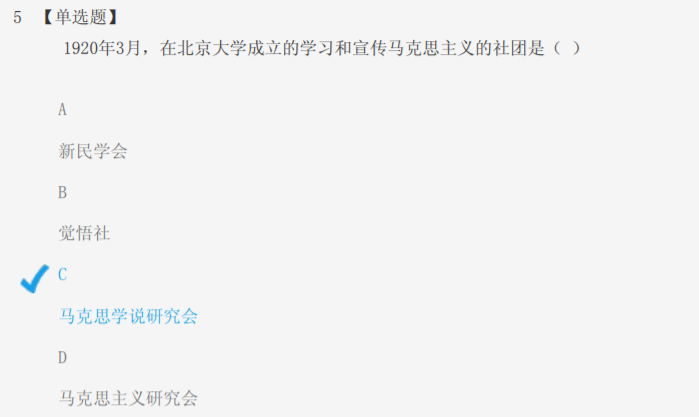 5 【单选题】
1920年3月，在北京大学成立的学习和宣传马克思主义的社团是（ ）
A
新民学会
B
觉悟社
C
马克思学说研究会
D
马克思主义研究会